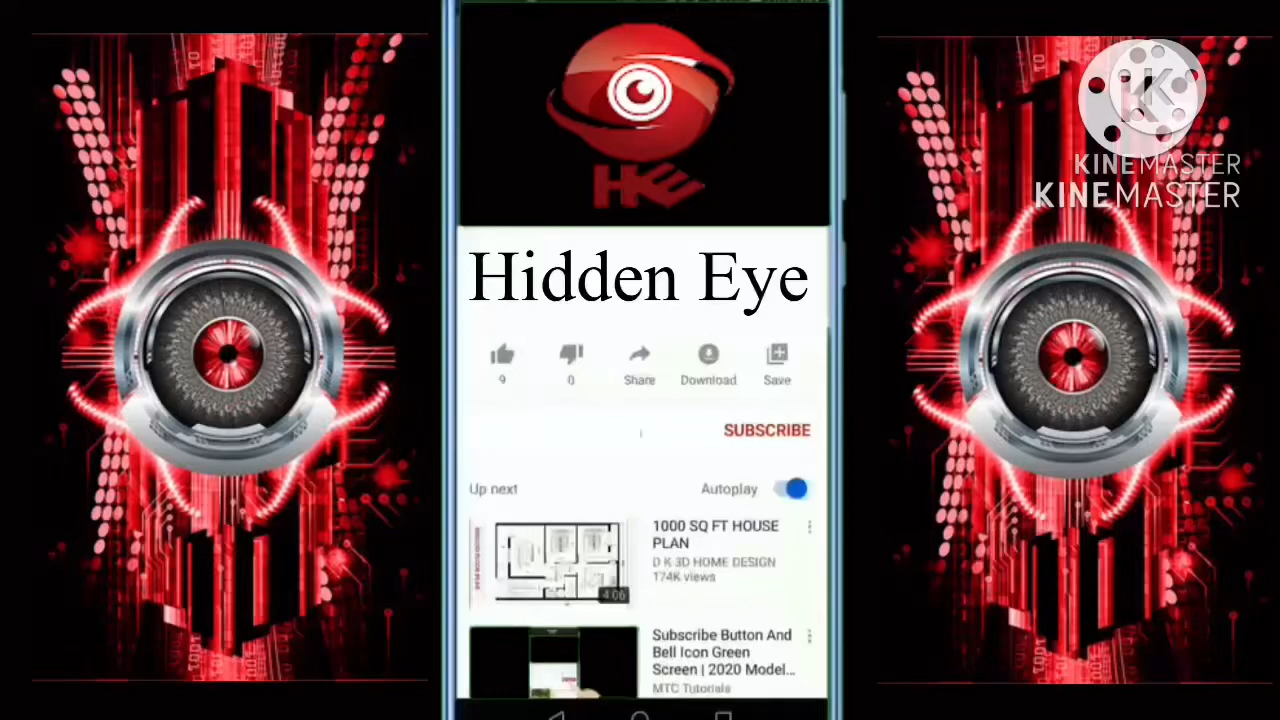 HKE
KINEMASTER
KINEMASTER
Hidden Eye
9
0
Share
Download
Save
SUBSCRIBE
Up next
Autoplay
1000 SQ FT HOUSE
PLAN
D K 3D HOME DESIGN
174K views
4:06
Subscribe Button And
Bell Icon Green
Screen | 2020 Model...
MTC Tutorials